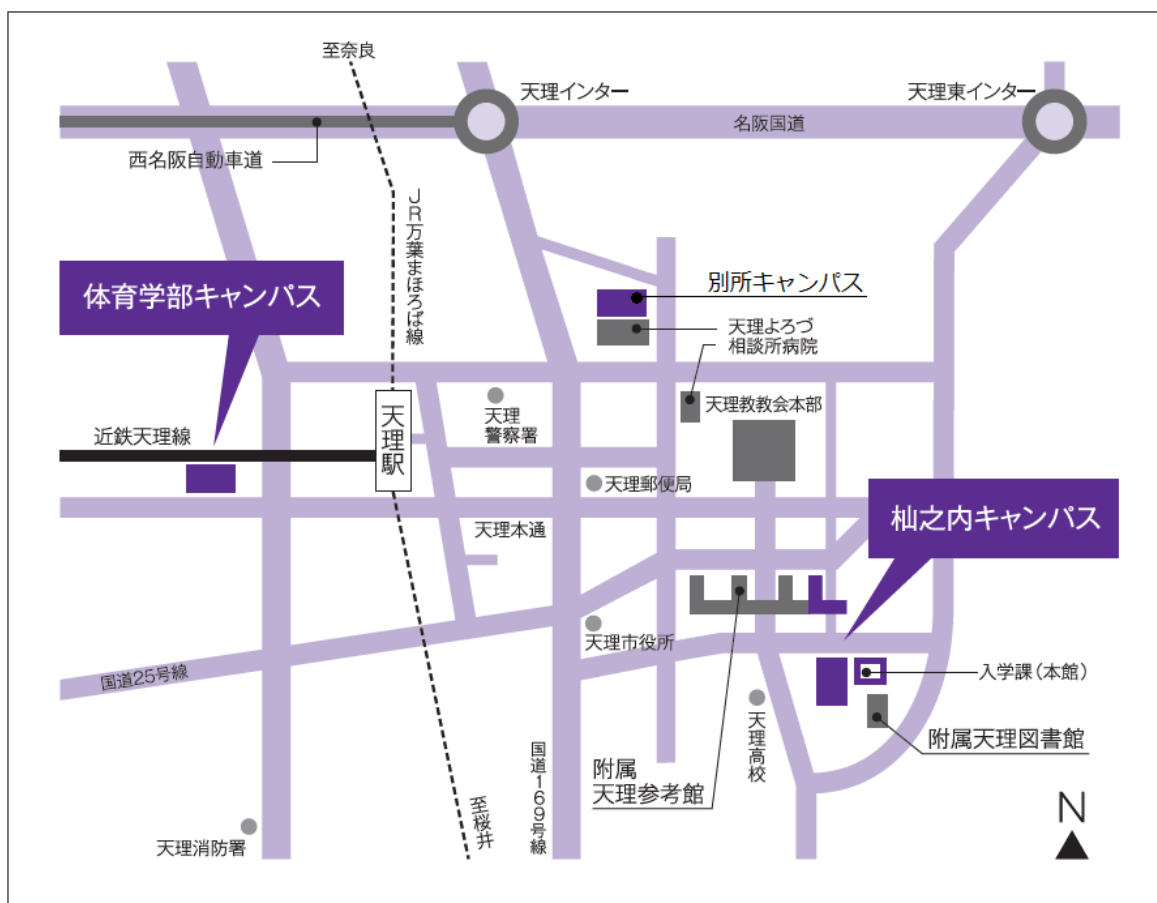 至奈良
天理インター
天理東インター
名阪国道
西名阪自動車道
JR万葉まほろば線
体育学部キャンパス
別所キャンパス
天理よろづ
相談所病院
天理教教会本部
天理
警察署
近鉄天理線
天理駅
天理郵便局
杣之内キャンパス
天理本通
天理市役所
国道25号線
入学課(本館)
天理高校
附属天理図書館
国道169号線
附属
天理参考館
至桜井
天理消防署
N